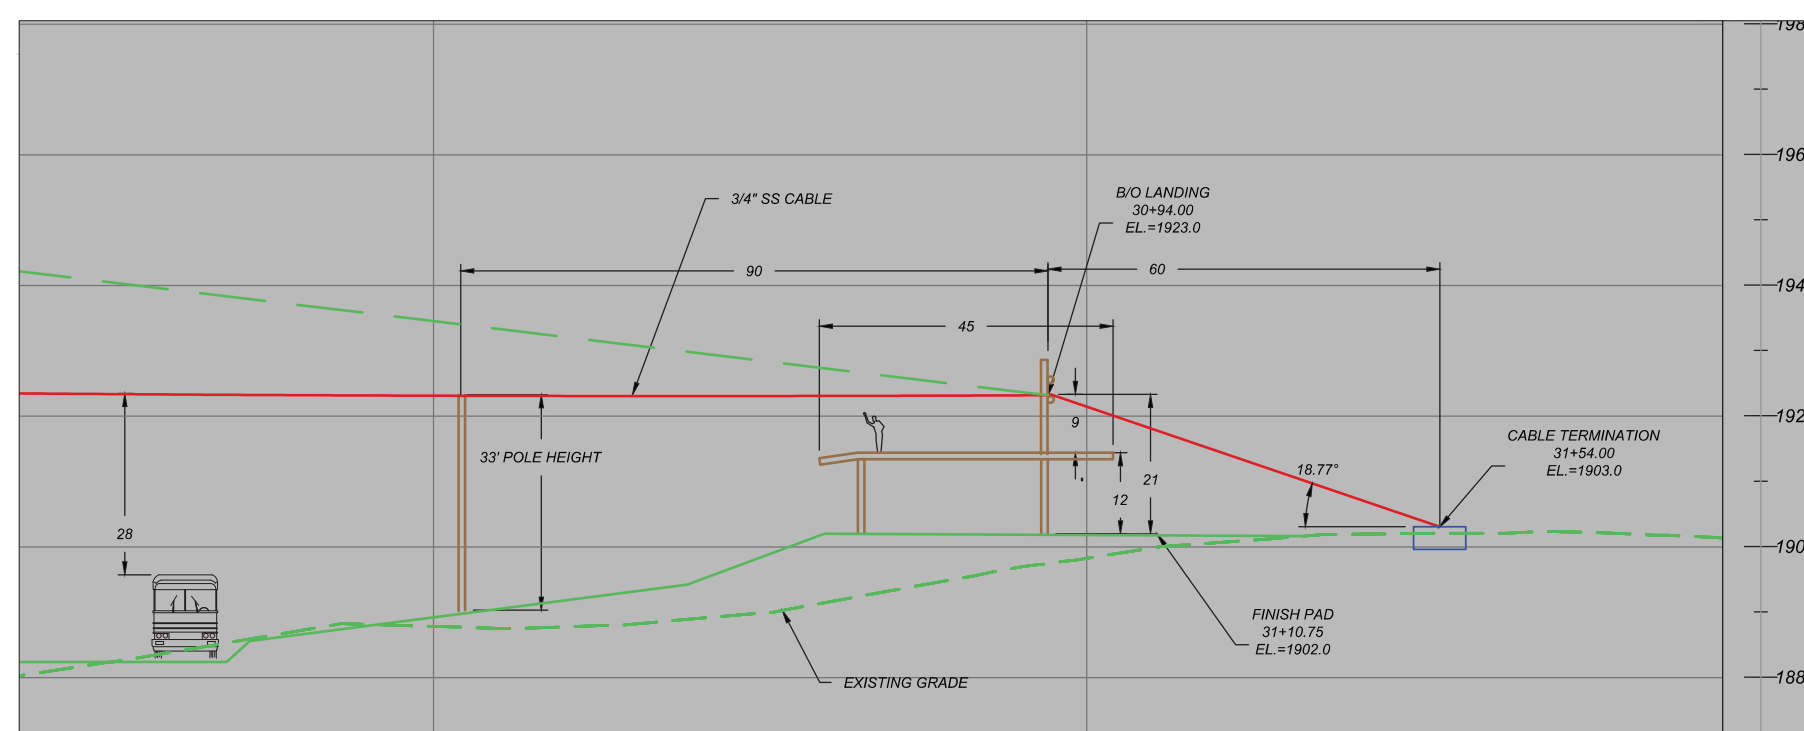 198
196
3/4" SS CABLE
B/O LANDING
30+94.00
EL.=1923.0
90
60
194
45
192
9
33' POLE HEIGHT
CABLE TERMINATION
31+54.00
EL.=1903.0
18.77°
21
12
28
190
FINISH PAD
31+10.75
EL.=1902.0
EXISTING GRADE
188